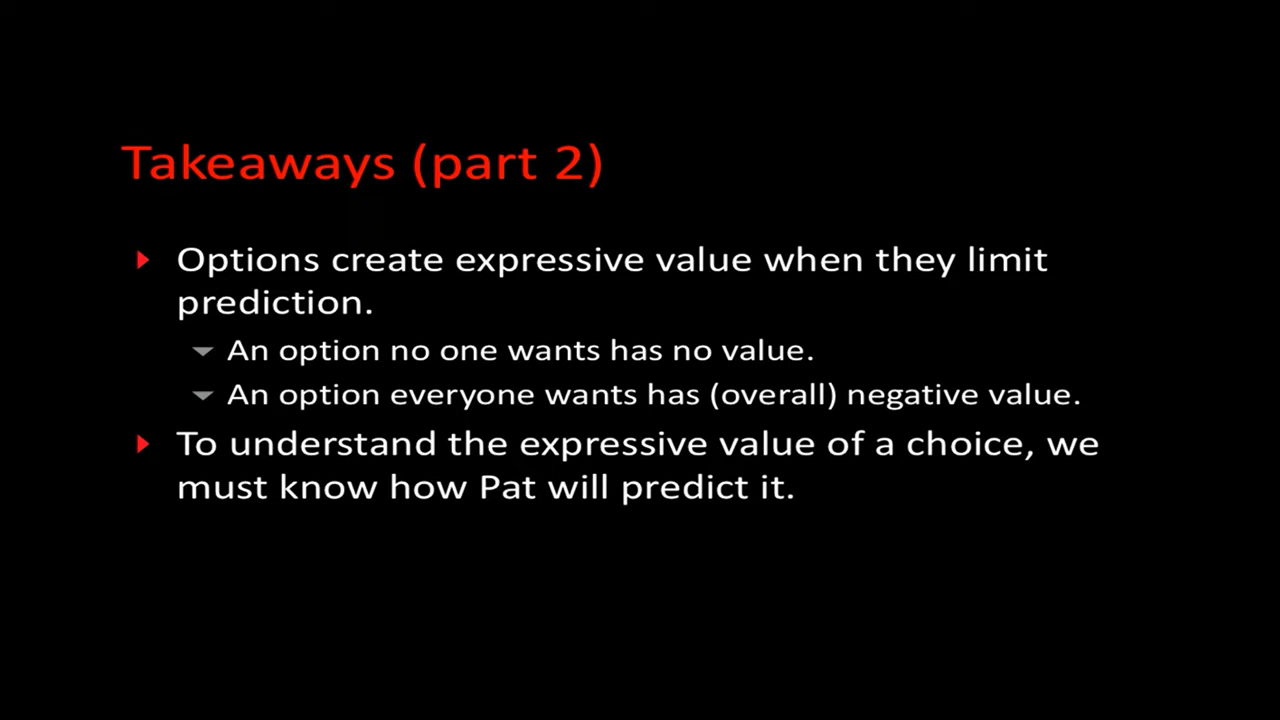 Takeaways (part 2)
Options create expressive value when they limit
prediction.
An option no one wants has no value.
An option everyone wants has (overall) negative value.
To understand the expressive value of a choice, we
must know how Pat will predict it.